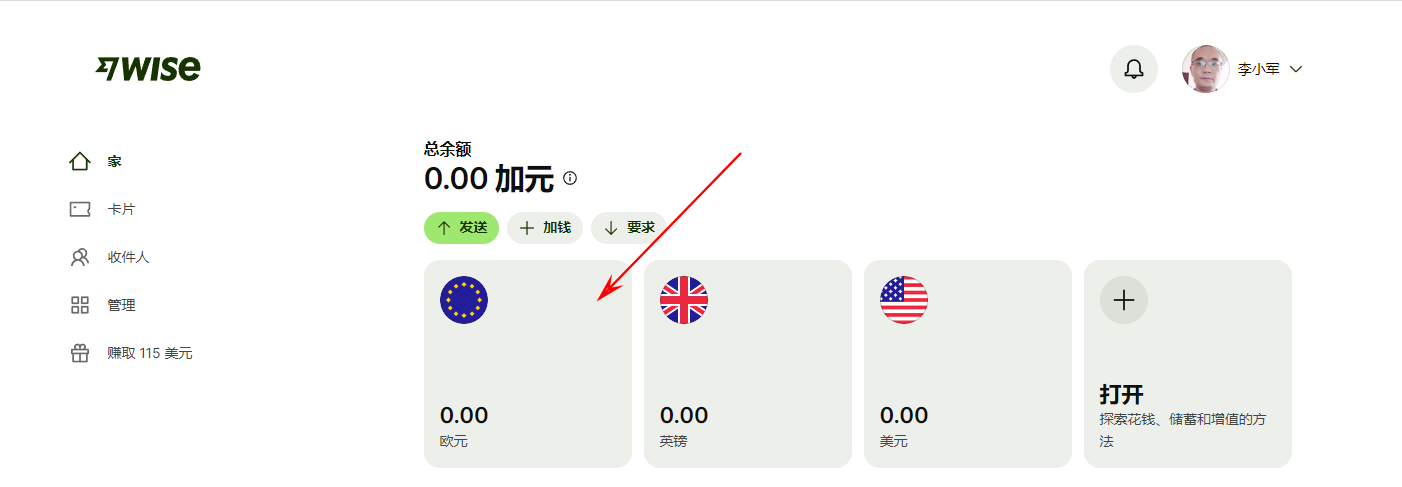 WISE
李小军
家
卡片
收件人
管理
赚取 115 美元
总余额
0.00 加元
发送
加钱
要求
0.00
欧元
0.00
英镑
0.00
美元
打开
探索花钱、储蓄和增值的方
法